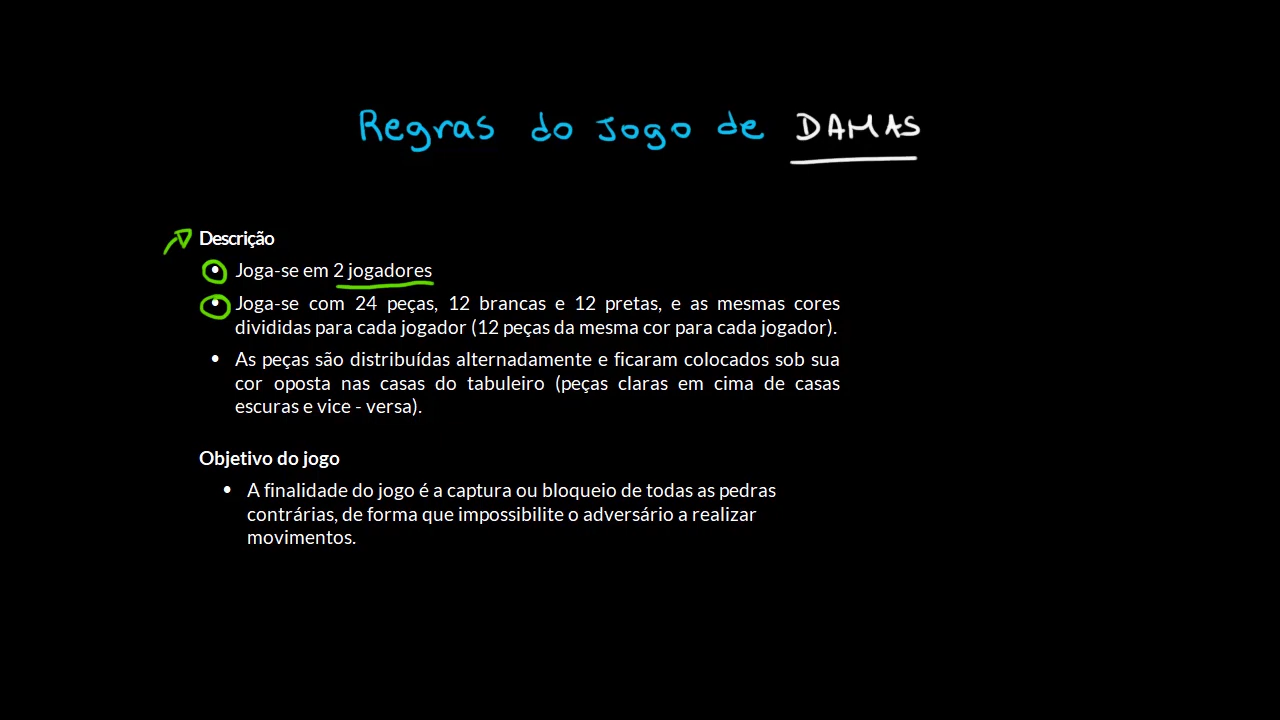 Regras do Jogo de DAMAS
Descrição
• Joga-se em 2 jogadores
• Joga-se com 24 peças, 12 brancas e 12 pretas, e as mesmas cores
divididas para cada jogador (12 peças da mesma cor para cada jogador).
• As peças são distribuídas alternadamente e ficaram colocados sob sua
cor oposta nas casas do tabuleiro (peças claras em cima de casas
escuras e vice - versa).
Objetivo do jogo
• A finalidade do jogo é a captura ou bloqueio de todas as pedras
contrárias, de forma que impossibilite o adversário a realizar
movimentos.